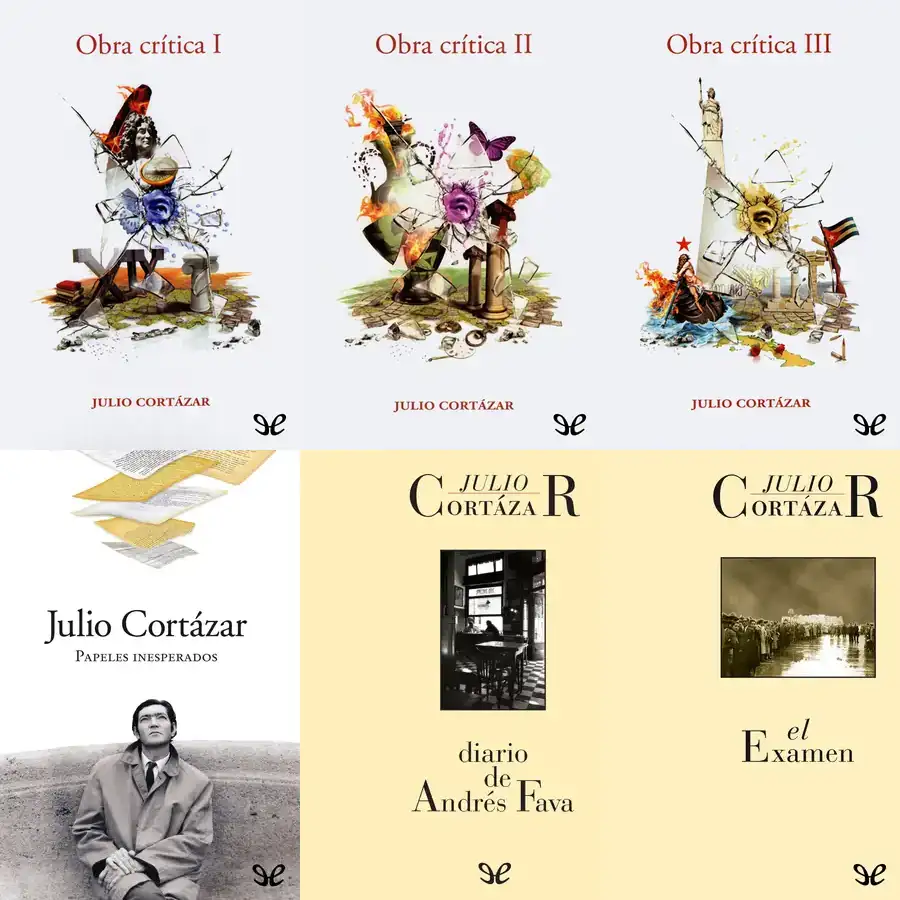 Obra crítica I
JULIO CORTÁZAR
Obra crítica II
JULIO CORTÁZAR
Obra crítica III
JULIO CORTÁZAR
Julio Cortázar
PAPELES INESPERADOS
JULIO
CORTÁZAR
diario
de
Andrés Fava
JULIO
CORTÁZAR
el
Examen